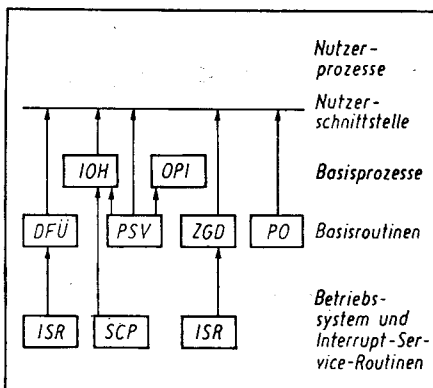 Nutzer-
prozesse
Nutzer-
schnittstelle
IOH OPI Basisprozesse
DFÜ PSV ZGD PO Basisroutinen
Betriebs-
system und
Interrupt-Ser-
vice-Routinen
ISR SCP ISR